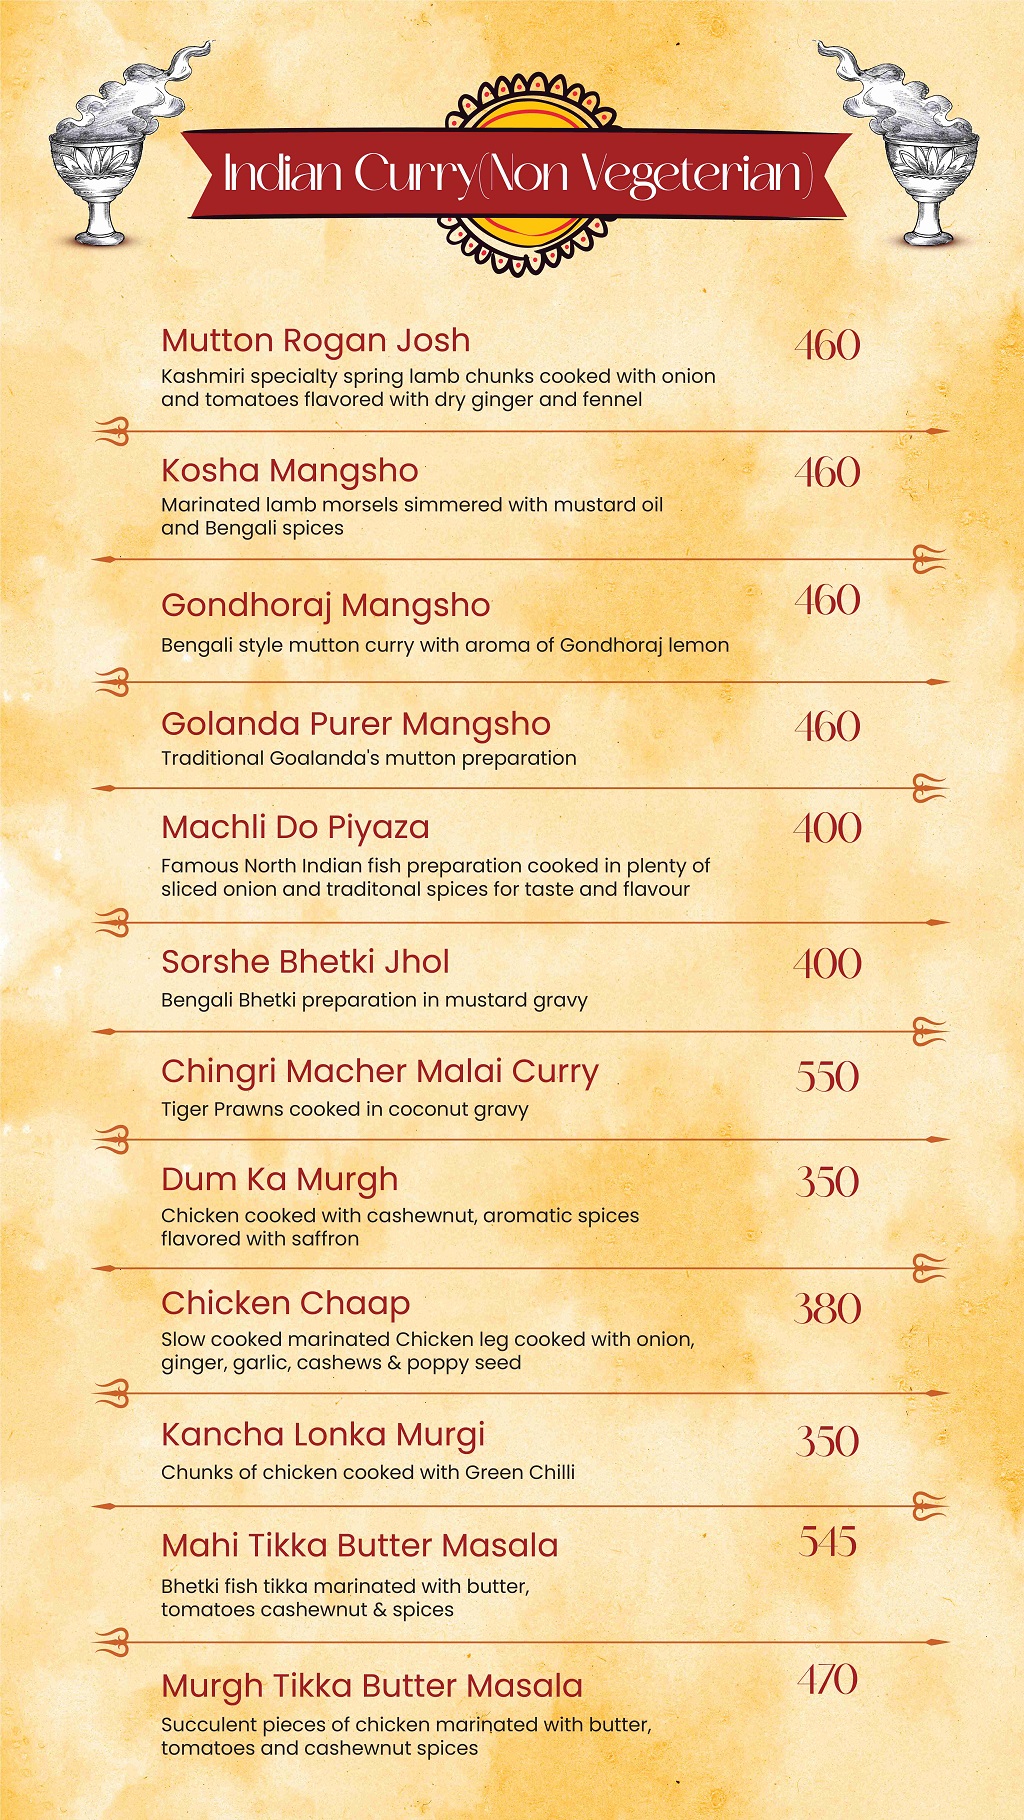 Indian Curry(Non Vegeterian)
Mutton Rogan Josh 460
Kashmiri specialty spring lamb chunks cooked with onion
and tomatoes flavored with dry ginger and fennel
Kosha Mangsho 460
Marinated lamb morsels simmered with mustard oil
and Bengali spices
Gondhoraj Mangsho 460
Bengali style mutton curry with aroma of Gondhoraj lemon
Golanda Purer Mangsho 460
Traditional Goalanda's mutton preparation
Machli Do Piyaza 400
Famous North Indian fish preparation cooked in plenty of
sliced onion and traditonal spices for taste and flavour
Sorshe Bhetki Jhol 400
Bengali Bhetki preparation in mustard gravy
Chingri Macher Malai Curry 550
Tiger Prawns cooked in coconut gravy
Dum Ka Murgh 350
Chicken cooked with cashewnut, aromatic spices
flavored with saffron
Chicken Chaap 380
Slow cooked marinated Chicken leg cooked with onion,
ginger, garlic, cashews & poppy seed
Kancha Lonka Murgi 350
Chunks of chicken cooked with Green Chilli
Mahi Tikka Butter Masala 545
Bhetki fish tikka marinated with butter,
tomatoes cashewnut & spices
Murgh Tikka Butter Masala 470
Succulent pieces of chicken marinated with butter,
tomatoes and cashewnut spices